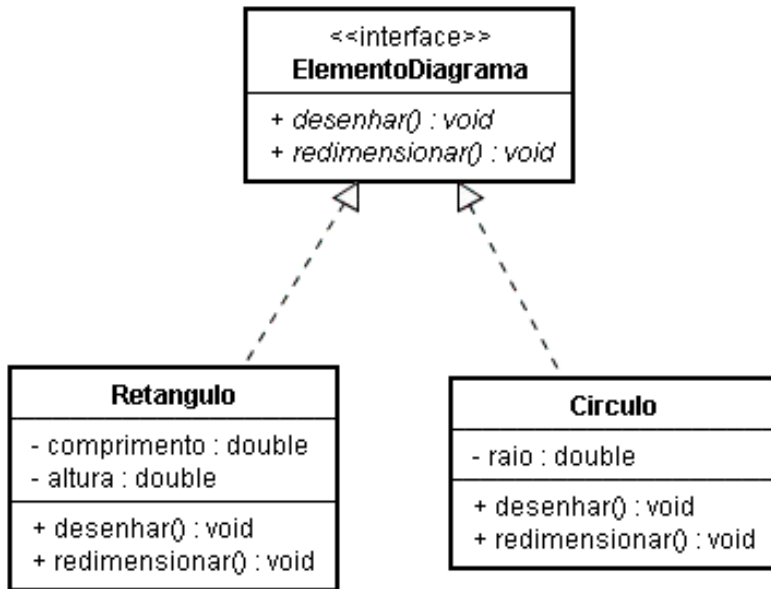 <<interface>>
ElementoDiagrama
+ desenhar() : void
+ redimensionar() : void
Retangulo
- comprimento : double
- altura : double
+ desenhar() : void
+ redimensionar() : void
Circulo
- raio : double
+ desenhar() : void
+ redimensionar() : void